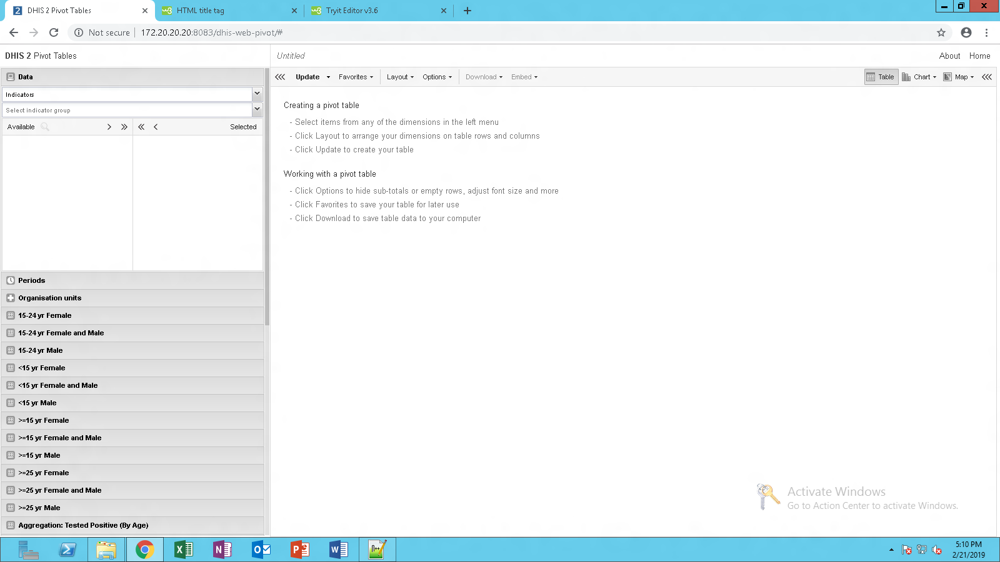 DHIS 2 Pivot Tables
HTML title tag
Tryit Editor v3.6
Not secure
172.20.20.20:8083/dhis-web-pivot/#
DHIS 2 Pivot Tables
Untitled
About
Home
Data
Update
Favorites
Layout
Options
Download
Embed
Table
Chart
Map
Indicators
Select indicator group
Available
Selected
Creating a pivot table
- Select items from any of the dimensions in the left menu
- Click Layout to arrange your dimensions on table rows and columns
- Click Update to create your table
Working with a pivot table
- Click Options to hide sub-totals or empty rows, adjust font size and more
- Click Favorites to save your table for later use
- Click Download to save table data to your computer
Periods
Organisation units
15-24 yr Female
15-24 yr Female and Male
15-24 yr Male
<15 yr Female
<15 yr Female and Male
<15 yr Male
>=15 yr Female
>=15 yr Female and Male
>=15 yr Male
>=25 yr Female
>=25 yr Female and Male
>=25 yr Male
Aggregation: Tested Positive (By Age)
Activate Windows
Go to Action Center to activate Windows.
5:10 PM
2/21/2019